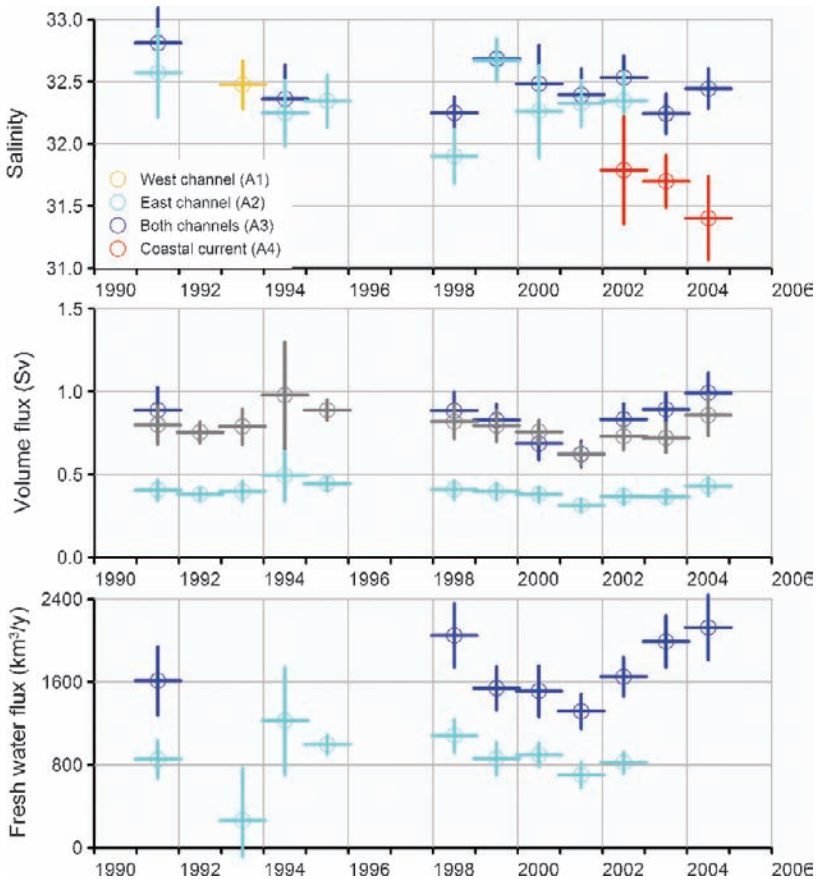 33.0
32.5
32.0
31.5
31.0
Salinity
West channel (A1)
East channel (A2)
Both channels (A3)
Coastal current (A4)
1990 1992 1994 1996 1998 2000 2002 2004 2006
1.5
1.0
0.5
0.0
Volume flux (Sv)
1990 1992 1994 1996 1998 2000 2002 2004 2006
2400
1600
800
0
Fresh water flux (km³/y)
1990 1992 1994 1996 1998 2000 2002 2004 2006